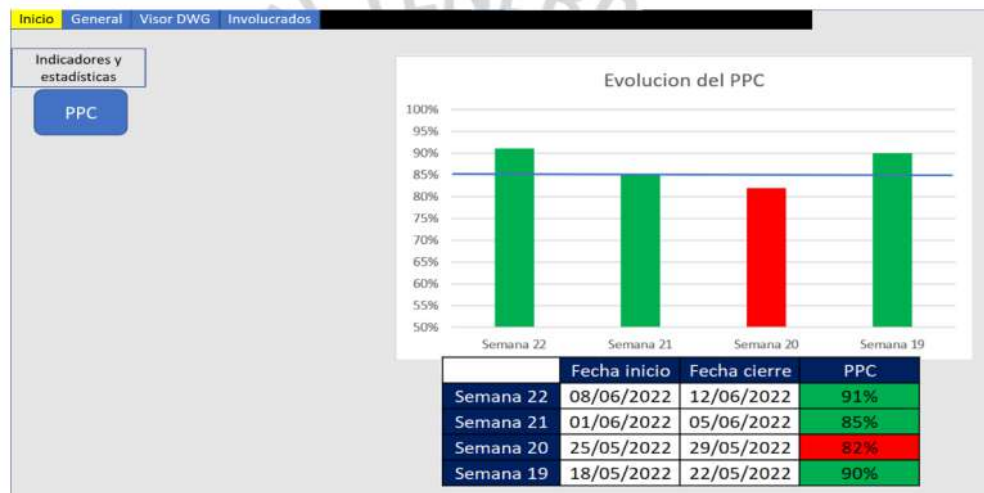 Inicio General Visor DWG Involucrados
Indicadores y
estadísticas
PPC
Evolucion del PPC
100%
95%
90%
85%
80%
75%
70%
65%
60%
55%
50%
Semana 22 Semana 21 Semana 20 Semana 19
Fecha inicio Fecha cierre PPC
Semana 22 08/06/2022 12/06/2022 91%
Semana 21 01/06/2022 05/06/2022 85%
Semana 20 25/05/2022 29/05/2022 82%
Semana 19 18/05/2022 22/05/2022 90%